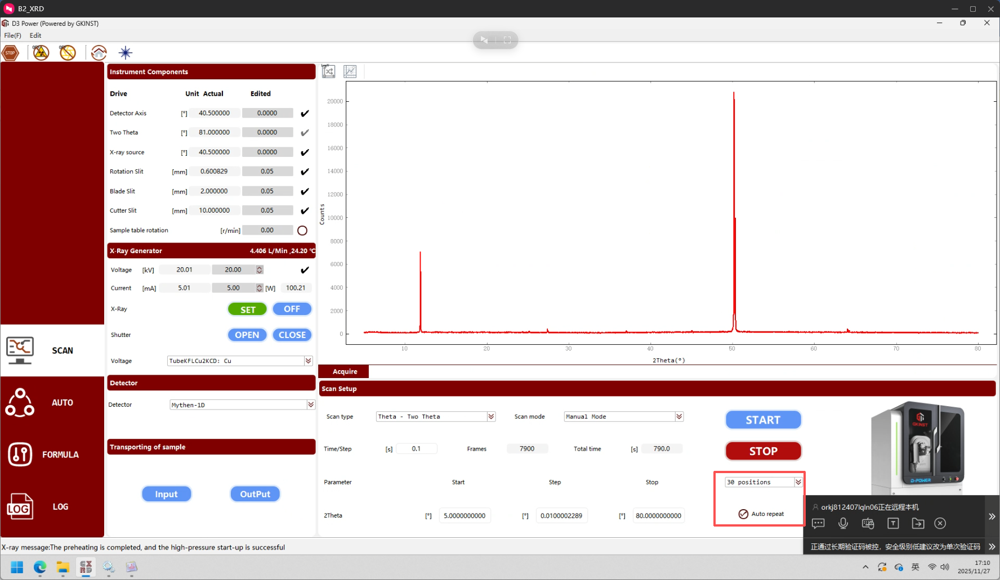 B2_XRD
D3 Power (Powered by GKINST)
File(F) Edit
STOP OFF OFF
Instrument Components
Drive Unit Actual Edited
Detector Axis [°] 40.500000 0.0000
Two Theta [°] 81.000000 0.0000
X-ray source [°] 40.500000 0.0000
Rotation Slit [mm] 0.600829 0.05
Blade Slit [mm] 2.000000 0.05
Cutter Slit [mm] 10.000000 0.05
Sample table rotation [r/min] 0.00
X-Ray Generator 4.406 L/Min ,24.20 ℃
Voltage [kV] 20.01 20.00
Current [mA] 5.01 5.00 [W] 100.21
X-Ray SET OFF
Shutter OPEN CLOSE
Voltage TubeKFLCu2KCD: Cu
Detector
Detector Mythen-1D
Transporting of sample
Input OutPut
SCAN
AUTO
FORMULA
LOG
LOG
LogY
Counts
20000
18000
16000
14000
12000
10000
8000
6000
4000
2000
0
10 20 30 40 50 60 70 80
2Theta(°)
Acquire
Scan Setup
Scan type Theta - Two Theta Scan mode Manual Mode START
Time/Step [s] 0.1 Frames 7900 Total time [s] 790.0 STOP
Parameter Start Step Stop 30 positions
2Theta [°] 5.0000000000 [°] 0.0100002289 [°] 80.0000000000 Auto repeat
GKINST
D-POWER
orkj812407lqln06正在远程本机
T
正通过长期验证码被控，安全级别低建议改为单次验证码
X-ray message:The preheating is completed, and the high-pressure start-up is successful
CXRD
英
17:10
2025/11/27